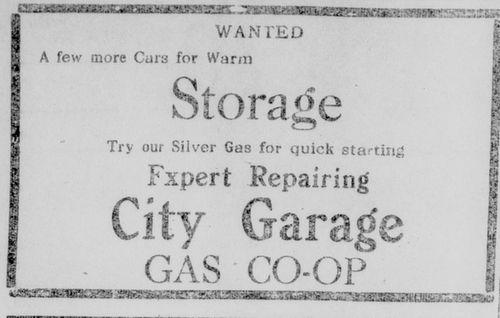 WANTED
A few more Cars for Warm
Storage
Try our Silver Gas for quick starting
Expert Repairing
City Garage
GAS CO-OP